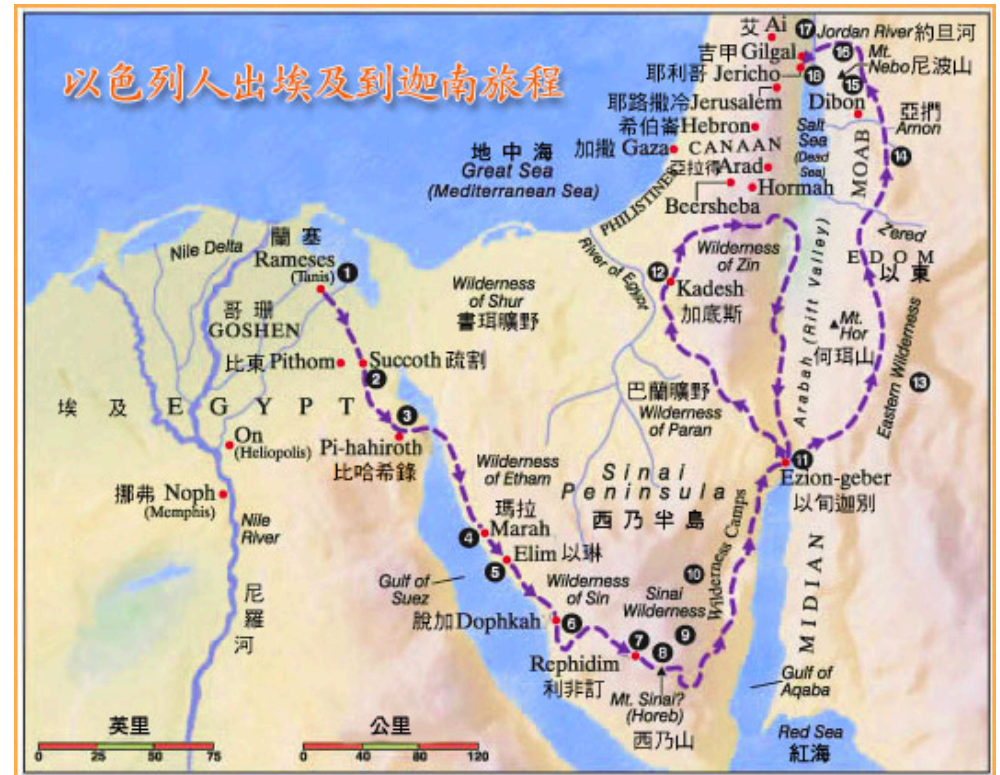 以色列人出埃及到迦南旅程
艾 Ai
17 Jordan River 約旦河
吉甲 Gilgal
16 Mt.
Nebo 尼波山
耶利哥 Jericho
18
15
耶路撒冷 Jerusalem
Dibon
亞捫
Arnon
希伯崙 Hebron
Salt
Sea
(Dead
Sea)
地中海
Great Sea
(Mediterranean Sea)
加撒 Gaza
CANAAN
亞拉得 Arad
MOAB
14
Hormah
Beersheba
PHILISTINES
Zered
蘭塞
Rameses
(Tanis)
1
Nile Delta
River of Egypt
Wilderness
of Zin
EDOM
以東
Wilderness
of Shur
書珥曠野
12
Kadesh
加底斯
哥珊
GOSHEN
Arabah (Rift Valley)
Mt.
Hor
何珥山
比東 Pithom
Succoth 疏割
2
Eastern Wilderness
13
埃及 EGYPT
3
巴蘭曠野
Wilderness
of Paran
On
(Heliopolis)
Pi-hahiroth
比哈希錄
Wilderness
of Etham
Sinai
Peninsula
西乃半島
11
Ezion-geber
以旬迦別
挪弗 Noph
(Memphis)
Nile
River
尼羅河
瑪拉
Marah
4
Elim 以琳
5
Gulf of
Suez
Wilderness
of Sin
10
Sinai
Wilderness
Wilderness Camps
MIDIAN
脫加 Dophkah
6
7
8
9
Rephidim
利非訂
Mt. Sinai?
(Horeb)
西乃山
Gulf of
Aqaba
Red Sea
紅海
英里
0 25 50 75
公里
0 40 80 120